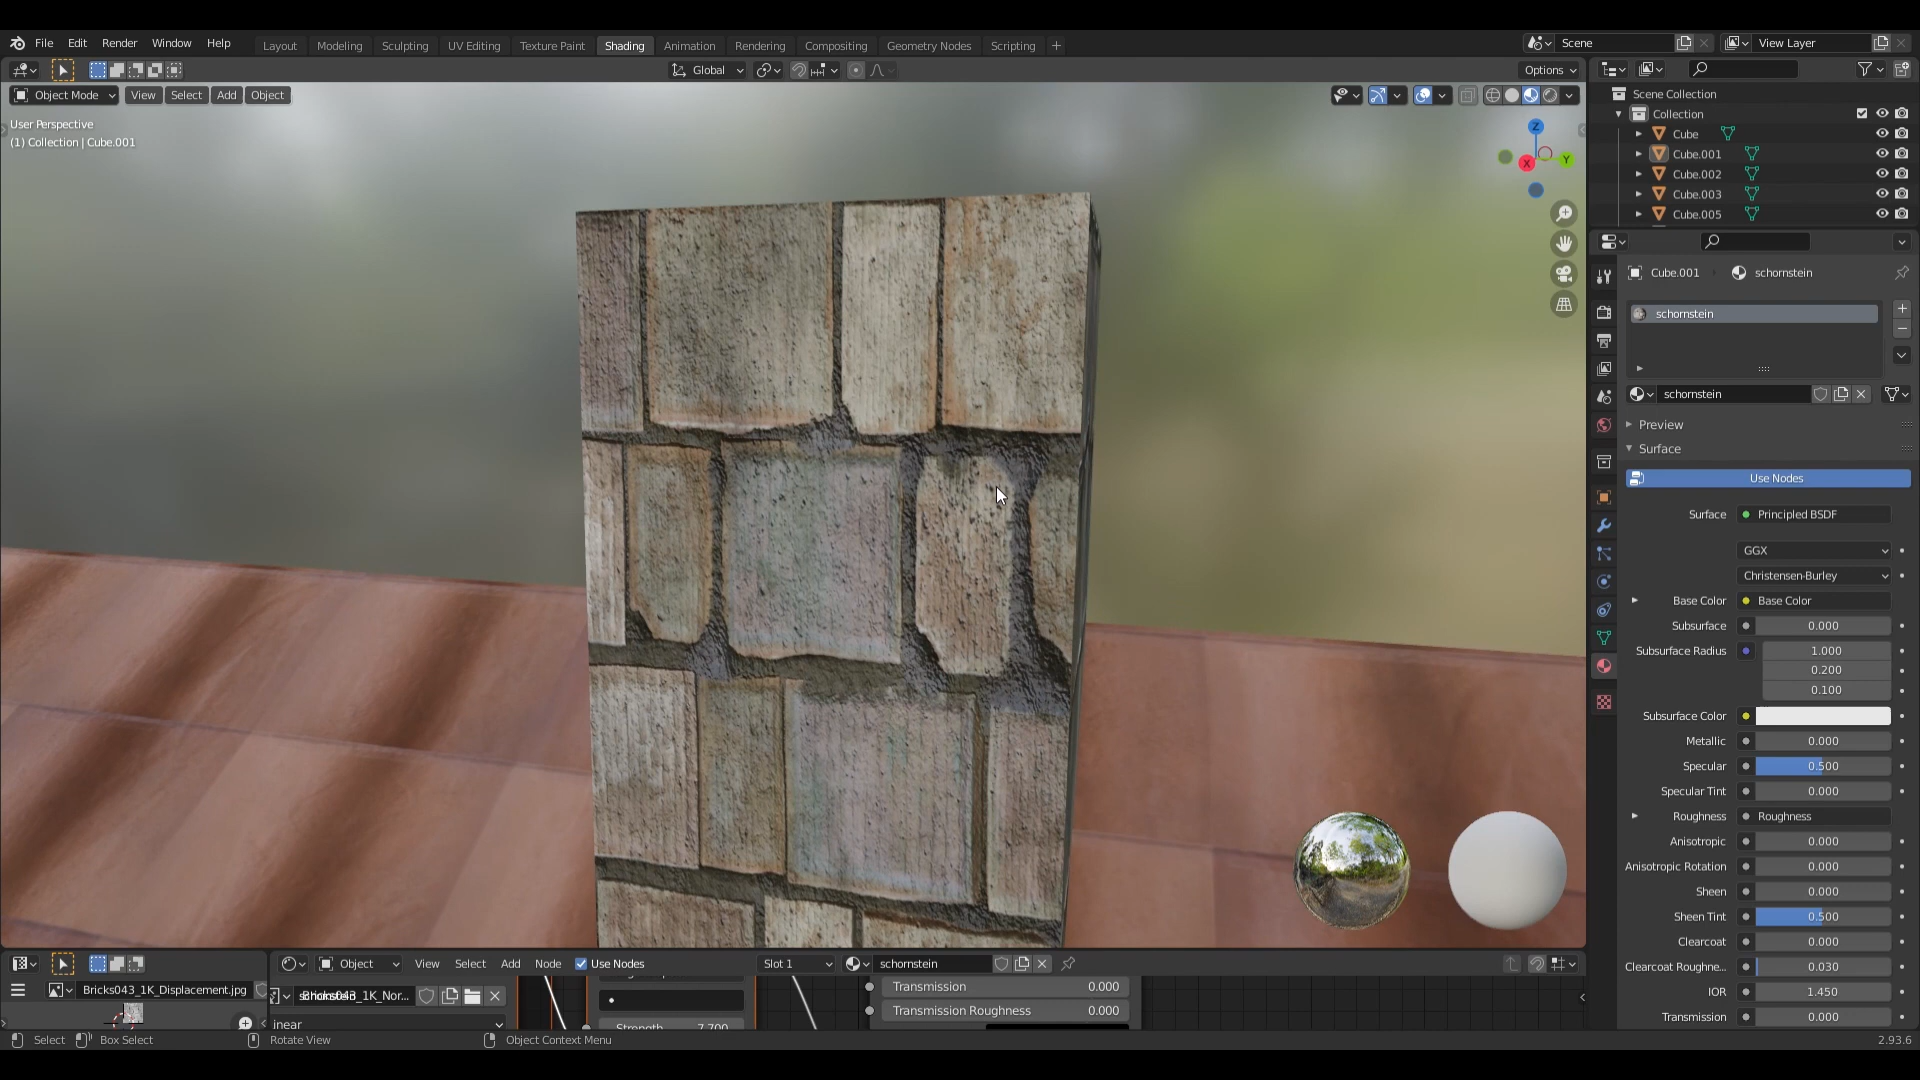 File Edit Render Window Help
Layout Modeling Sculpting UV Editing Texture Paint Shading Animation Rendering Compositing Geometry Nodes Scripting +
Scene
View Layer
Global
Options
Object Mode View Select Add Object
User Perspective
(1) Collection | Cube.001
Z
X
Y
Scene Collection
Collection
Cube
Cube.001
Cube.002
Cube.003
Cube.005
Cube.001 schornstein
schornstein
schornstein
Preview
Surface
Use Nodes
Surface Principled BSDF
GGX
Christensen-Burley
Base Color Base Color
Subsurface 0.000
Subsurface Radius 1.000
0.200
0.100
Subsurface Color
Metallic 0.000
Specular 0.500
Specular Tint 0.000
Roughness Roughness
Anisotropic 0.000
Anisotropic Rotation 0.000
Sheen 0.000
Sheen Tint 0.500
Clearcoat 0.000
Clearcoat Roughne... 0.030
IOR 1.450
Transmission 0.000
Object View Select Add Node Use Nodes Slot 1 schornstein
Bricks043_1K_Displacement.jpg
_1K_Nor...
inear
Strength 7.700
Transmission 0.000
Transmission Roughness 0.000
Select Box Select Rotate View Object Context Menu 2.93.6